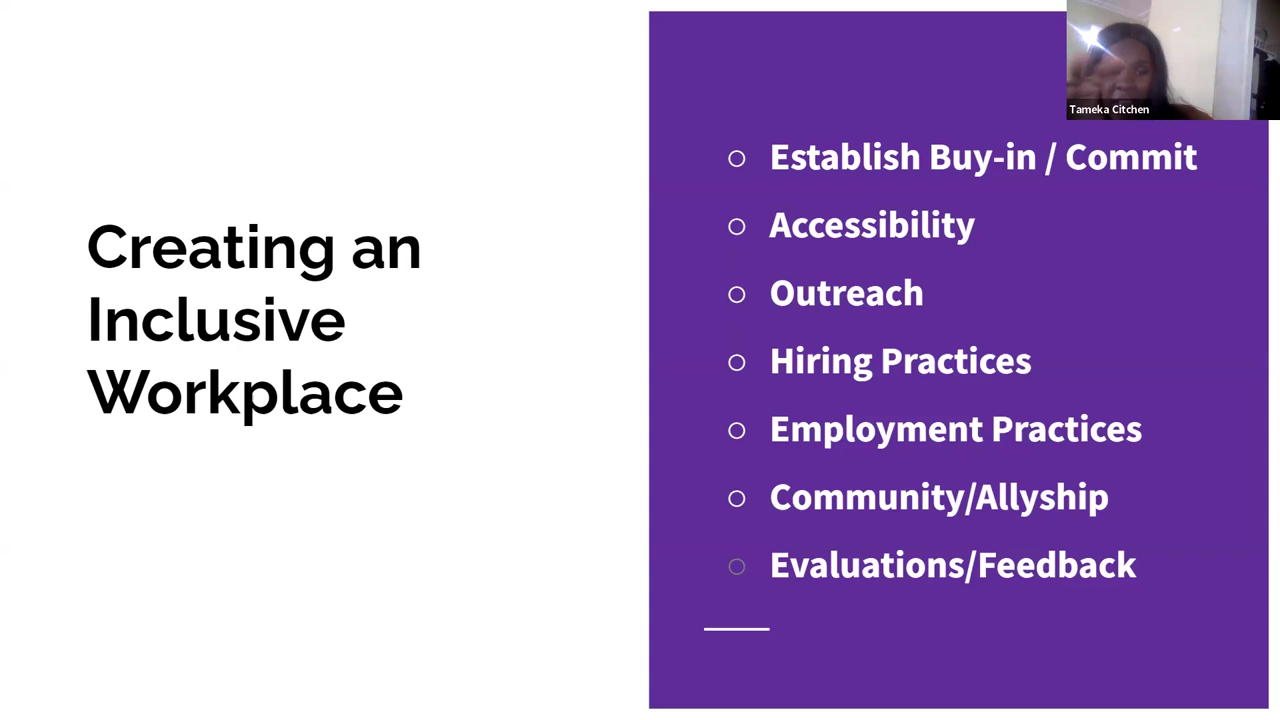 Creating an
Inclusive
Workplace
Tameka Citchen
Establish Buy-in / Commit
Accessibility
Outreach
Hiring Practices
Employment Practices
Community/Allyship
Evaluations/Feedback